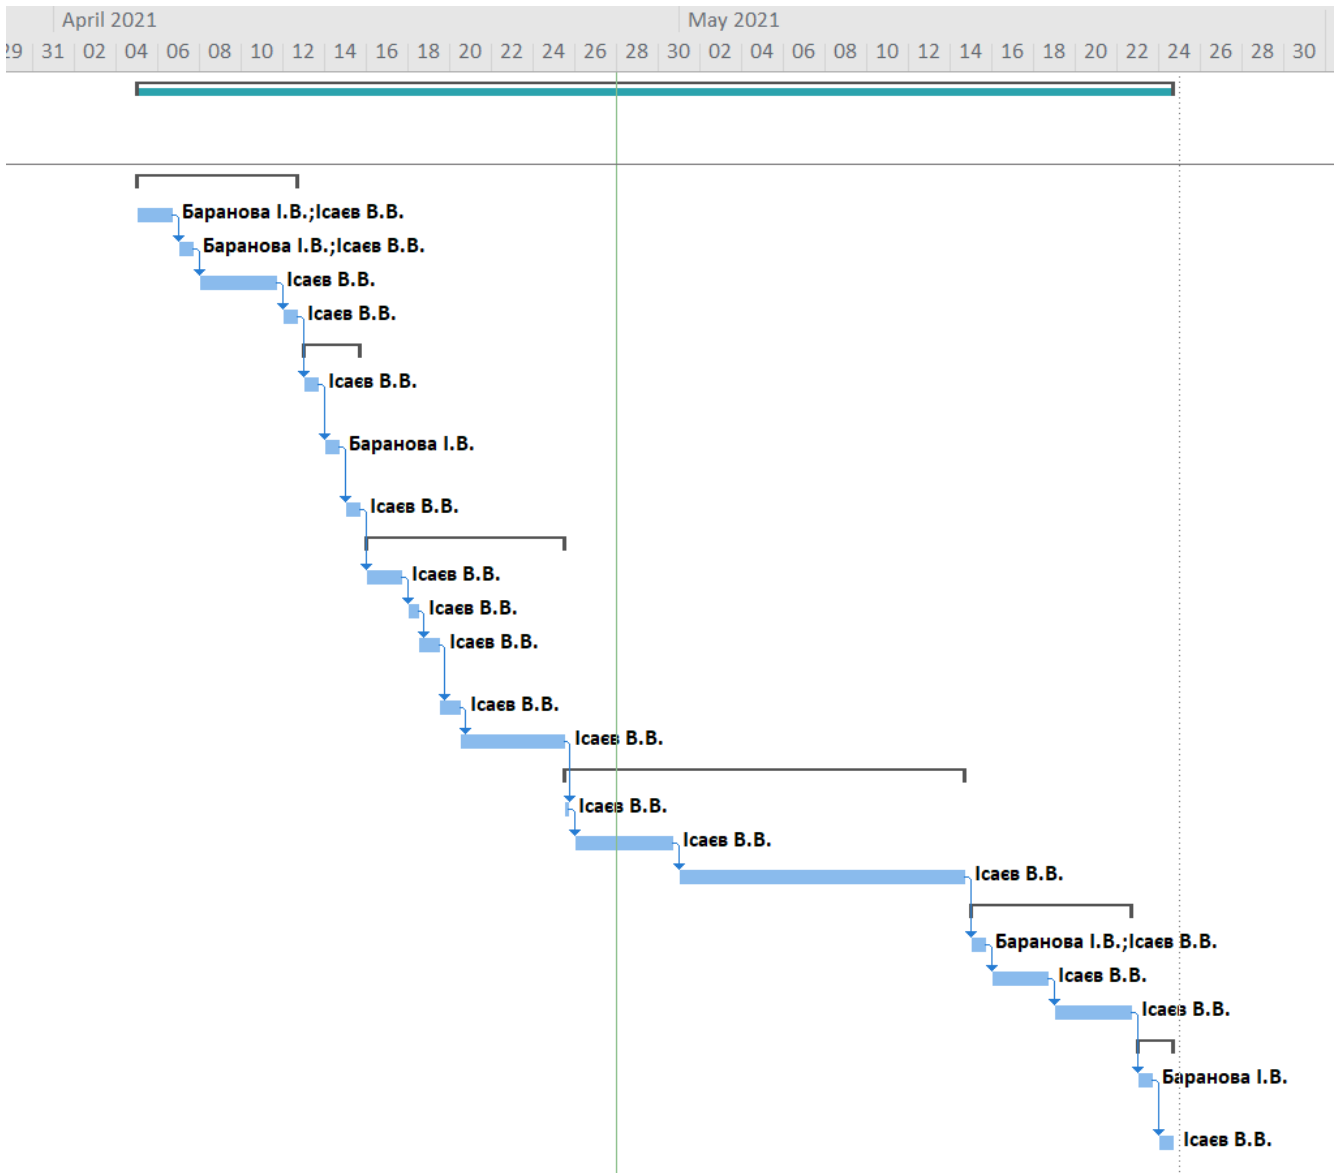 April 2021 May 2021
29 31 02 04 06 08 10 12 14 16 18 20 22 24 26 28 30 02 04 06 08 10 12 14 16 18 20 22 24 26 28 30
Баранова І.В.;Ісаєв В.В.
Баранова І.В.;Ісаєв В.В.
Ісаєв В.В.
Ісаєв В.В.
Ісаєв В.В.
Баранова І.В.
Ісаєв В.В.
Ісаєв В.В.
Ісаєв В.В.
Ісаєв В.В.
Ісаєв В.В.
Ісаєв В.В.
Ісаєв В.В.
Ісаєв В.В.
Ісаєв В.В.
Баранова І.В.;Ісаєв В.В.
Ісаєв В.В.
Ісаєв В.В.
Баранова І.В.
Ісаєв В.В.